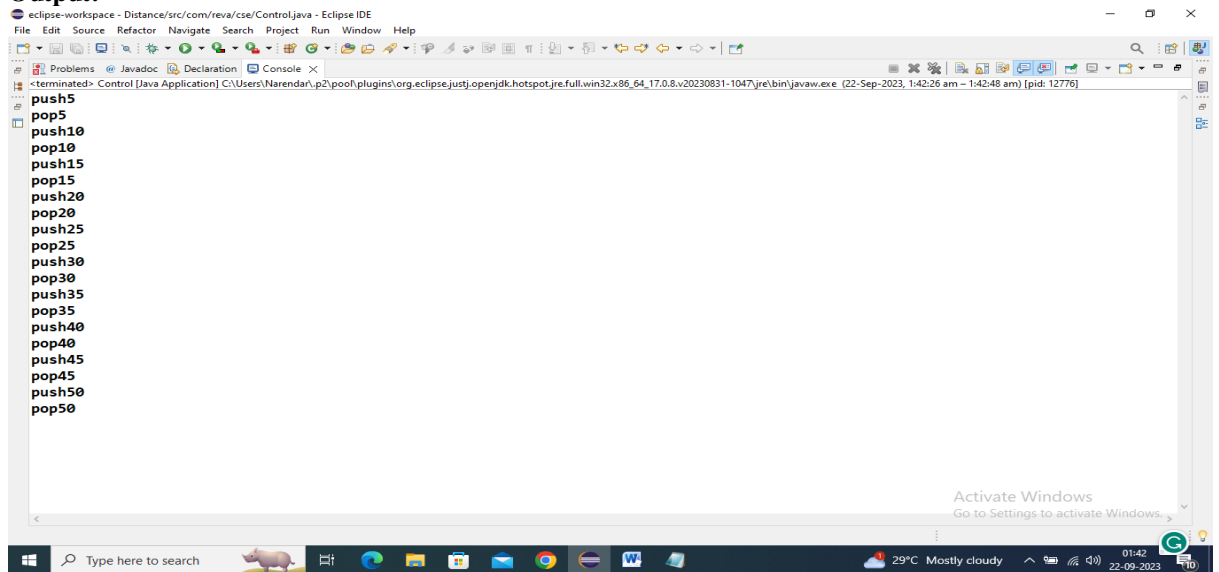 Output:
eclipse-workspace - Distance/src/com/reva/cse/Control.java - Eclipse IDE
File Edit Source Refactor Navigate Search Project Run Window Help
Problems @ Javadoc Declaration Console
<terminated> Control [Java Application] C:\Users\Narendar\.p2\pool\plugins\org.eclipse.justj.openjdk.hotspot.jre.full.win32.x86_64_17.0.8.v20230831-1047\jre\bin\javaw.exe (22-Sep-2023, 1:42:26 am – 1:42:48 am) [pid: 12776]
push5
pop5
push10
pop10
push15
pop15
push20
pop20
push25
pop25
push30
pop30
push35
pop35
push40
pop40
push45
pop45
push50
pop50
Activate Windows
Go to Settings to activate Windows.
Type here to search
29°C Mostly cloudy
01:42
22-09-2023